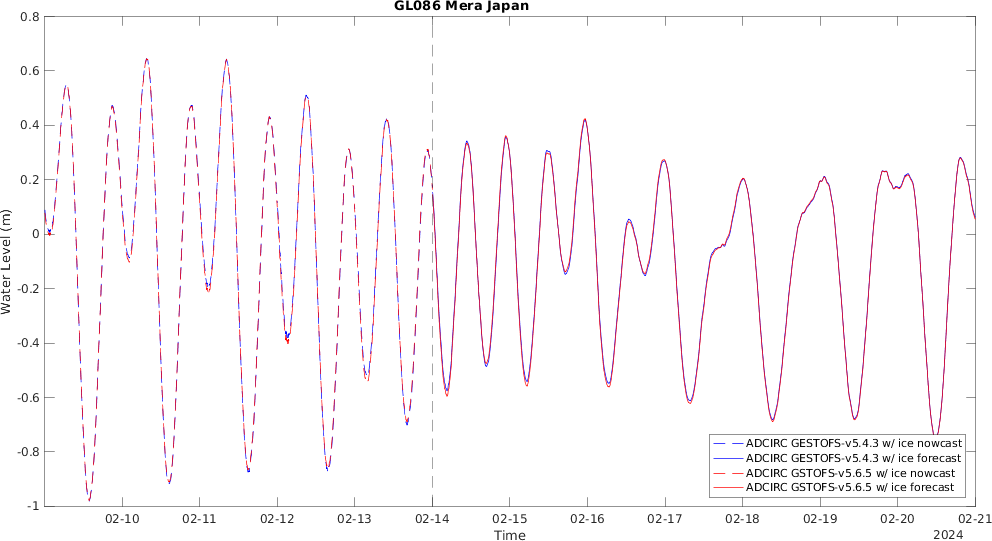 GL086 Mera Japan
0.8
0.6
0.4
0.2
0
-0.2
-0.4
-0.6
-0.8
-1
Water Level (m)
02-10 02-11 02-12 02-13 02-14 02-15 02-16 02-17 02-18 02-19 02-20 02-21
Time
2024
ADCIRC GESTOFS-v5.4.3 w/ ice nowcast
ADCIRC GESTOFS-v5.4.3 w/ ice forecast
ADCIRC GSTOFS-v5.6.5 w/ ice nowcast
ADCIRC GSTOFS-v5.6.5 w/ ice forecast